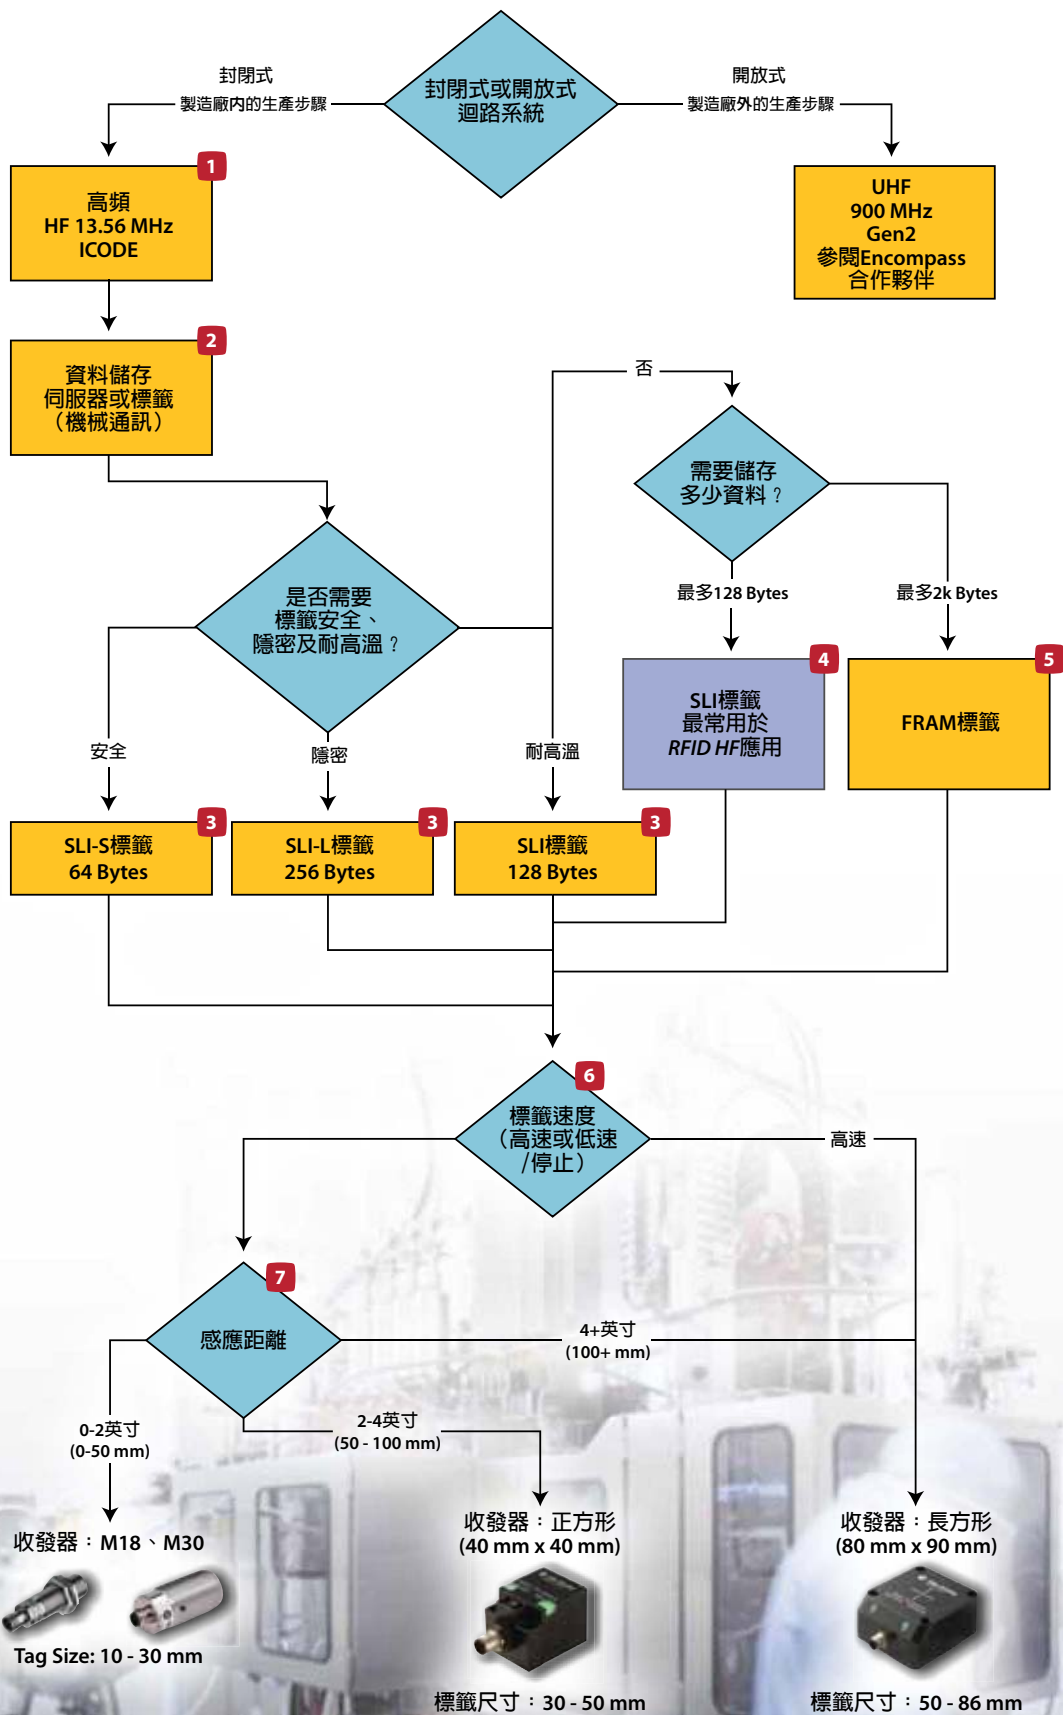 封閉式
製造廠内的生產步驟
封閉式或開放式
迴路系統
開放式
製造廠外的生產步驟
1
高頻
HF 13.56 MHz
ICODE
UHF
900 MHz
Gen2
參閱Encompass
合作夥伴
2
資料儲存
伺服器或標籤
（機械通訊）
否
需要儲存
多少資料？
是否需要
標籤安全、
隱密及耐高溫？
最多128 Bytes
最多2k Bytes
4
SLI標籤
最常用於
RFID HF應用
5
FRAM標籤
安全
隱密
耐高溫
3
SLI-S標籤
64 Bytes
3
SLI-L標籤
256 Bytes
3
SLI標籤
128 Bytes
6
標籤速度
（高速或低速
/停止）
高速
7
感應距離
4+英寸
(100+ mm)
0-2英寸
(0-50 mm)
2-4英寸
(50 - 100 mm)
收發器：M18、M30
Tag Size: 10 - 30 mm
收發器：正方形
(40 mm x 40 mm)
標籤尺寸：30 - 50 mm
收發器：長方形
(80 mm x 90 mm)
標籤尺寸：50 - 86 mm